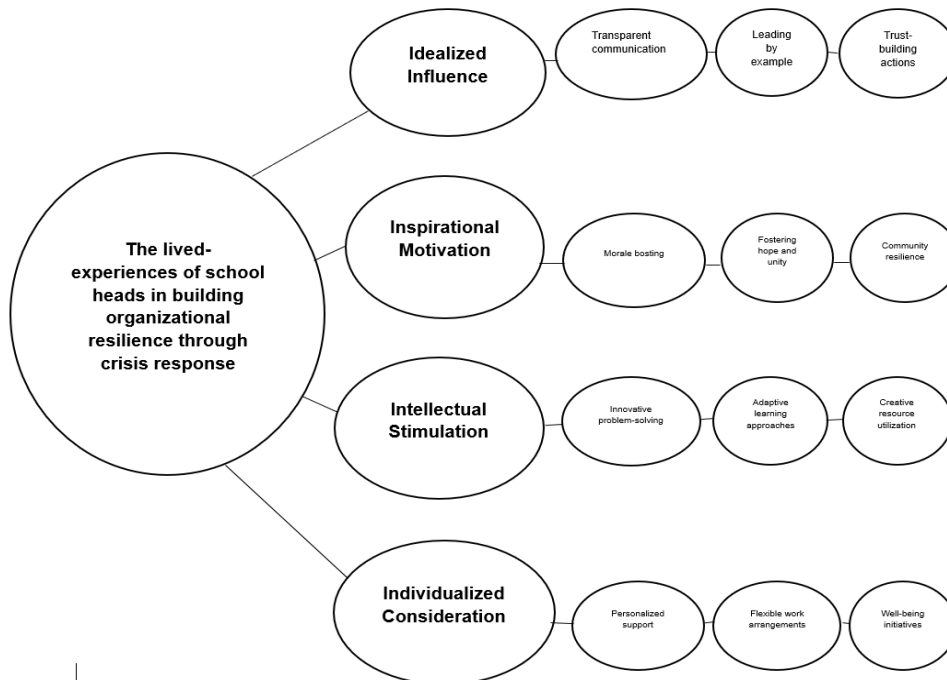 The lived-
experiences of school
heads in building
organizational
resilience through
crisis response
Idealized
Influence
Transparent
communication
Leading
by
example
Trust-
building
actions
Inspirational
Motivation
Morale bosting
Fostering
hope and
unity
Community
resilience
Intellectual
Stimulation
Innovative
problem-solving
Adaptive
learning
approaches
Creative
resource
utilization
Individualized
Consideration
Personalized
support
Flexible work
arrangements
Well-being
initiatives